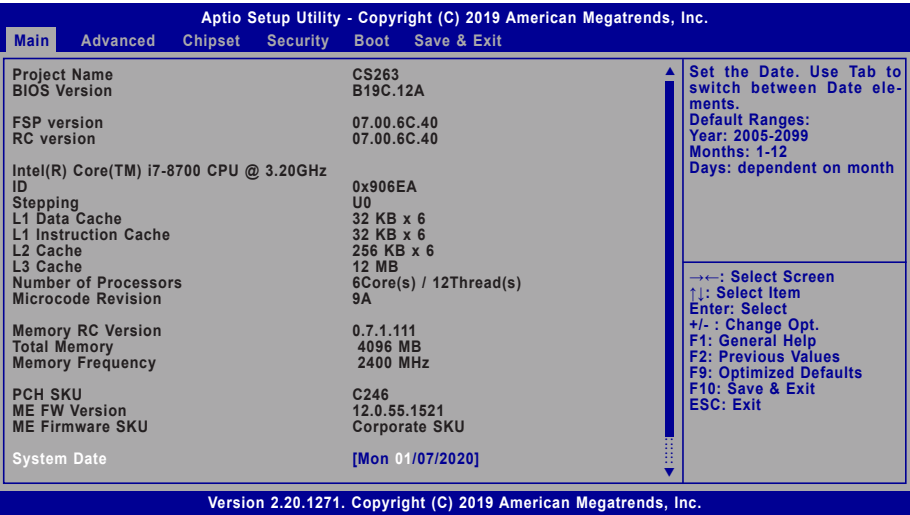 Aptio Setup Utility - Copyright (C) 2019 American Megatrends, Inc.
Main Advanced Chipset Security Boot Save & Exit
Project Name CS263
BIOS Version B19C.12A
FSP version 07.00.6C.40
RC version 07.00.6C.40
Intel(R) Core(TM) i7-8700 CPU @ 3.20GHz
ID 0x906EA
Stepping U0
L1 Data Cache 32 KB x 6
L1 Instruction Cache 32 KB x 6
L2 Cache 256 KB x 6
L3 Cache 12 MB
Number of Processors 6Core(s) / 12Thread(s)
Microcode Revision 9A
Memory RC Version 0.7.1.111
Total Memory 4096 MB
Memory Frequency 2400 MHz
PCH SKU C246
ME FW Version 12.0.55.1521
ME Firmware SKU Corporate SKU
System Date [Mon 01/07/2020]
Set the Date. Use Tab to
switch between Date ele-
ments.
Default Ranges:
Year: 2005-2099
Months: 1-12
Days: dependent on month
→←: Select Screen
↑↓: Select Item
Enter: Select
+/- : Change Opt.
F1: General Help
F2: Previous Values
F9: Optimized Defaults
F10: Save & Exit
ESC: Exit
Version 2.20.1271. Copyright (C) 2019 American Megatrends, Inc.